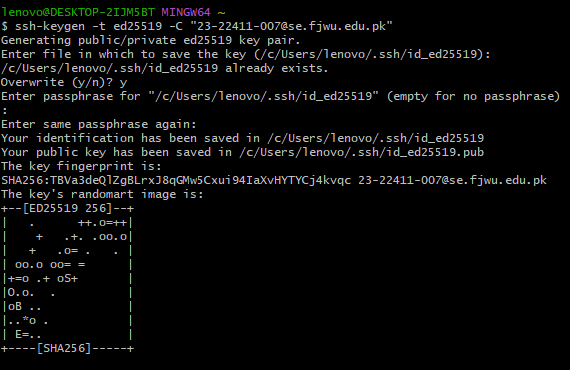 lenovo@DESKTOP-2IJM5BT MINGW64 ~
$ ssh-keygen -t ed25519 -C "23-22411-007@se.fjwu.edu.pk"
Generating public/private ed25519 key pair.
Enter file in which to save the key (/c/Users/lenovo/.ssh/id_ed25519):
/c/Users/lenovo/.ssh/id_ed25519 already exists.
Overwrite (y/n)? y
Enter passphrase for "/c/Users/lenovo/.ssh/id_ed25519" (empty for no passphrase)
:
Enter same passphrase again:
Your identification has been saved in /c/Users/lenovo/.ssh/id_ed25519
Your public key has been saved in /c/Users/lenovo/.ssh/id_ed25519.pub
The key fingerprint is:
SHA256:TBVa3deQlZgBLrxJ8qGMw5Cxui94IaXvHYTYCj4kvqc 23-22411-007@se.fjwu.edu.pk
The key's randomart image is:
+--[ED25519 256]--+
|   .      ++.o=++|
|    +   .+. .oo.o|
|   +   .o= .   . |
| oo.o oo= =      |
|+=o .+ oS+       |
|O.o.  .          |
|oB ..            |
|..*o .           |
| E=..            |
+----[SHA256]-----+